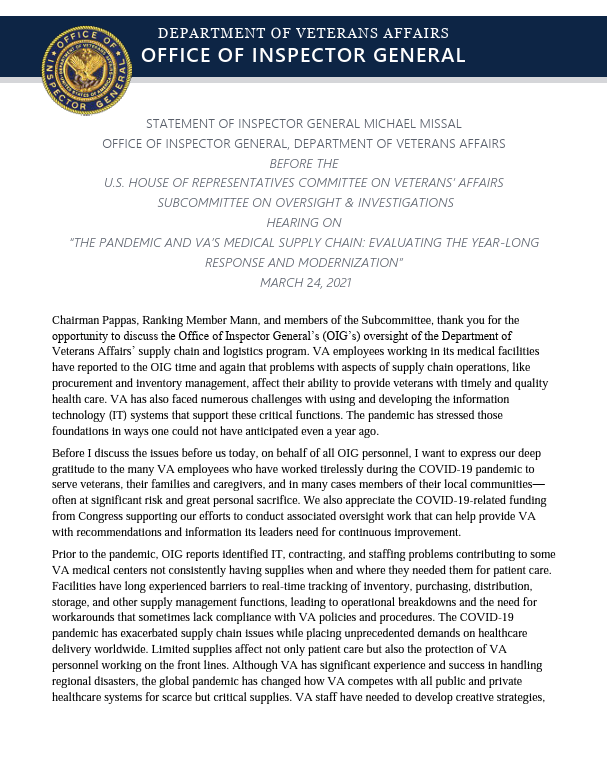 DEPARTMENT OF VETERANS AFFAIRS
OFFICE OF INSPECTOR GENERAL
OFFICE OF
INSPECTOR GENERAL
DEPARTMENT OF VETERANS AFFAIRS
UNITED STATES OF AMERICA
STATEMENT OF INSPECTOR GENERAL MICHAEL MISSAL
OFFICE OF INSPECTOR GENERAL, DEPARTMENT OF VETERANS AFFAIRS
BEFORE THE
U.S. HOUSE OF REPRESENTATIVES COMMITTEE ON VETERANS' AFFAIRS
SUBCOMMITTEE ON OVERSIGHT & INVESTIGATIONS
HEARING ON
"THE PANDEMIC AND VA'S MEDICAL SUPPLY CHAIN: EVALUATING THE YEAR-LONG
RESPONSE AND MODERNIZATION"
MARCH 24, 2021
Chairman Pappas, Ranking Member Mann, and members of the Subcommittee, thank you for the
opportunity to discuss the Office of Inspector General's (OIG's) oversight of the Department of
Veterans Affairs' supply chain and logistics program. VA employees working in its medical facilities
have reported to the OIG time and again that problems with aspects of supply chain operations, like
procurement and inventory management, affect their ability to provide veterans with timely and quality
health care. VA has also faced numerous challenges with using and developing the information
technology (IT) systems that support these critical functions. The pandemic has stressed those
foundations in ways one could not have anticipated even a year ago.
Before I discuss the issues before us today, on behalf of all OIG personnel, I want to express our deep
gratitude to the many VA employees who have worked tirelessly during the COVID-19 pandemic to
serve veterans, their families and caregivers, and in many cases members of their local communities—
often at significant risk and great personal sacrifice. We also appreciate the COVID-19-related funding
from Congress supporting our efforts to conduct associated oversight work that can help provide VA
with recommendations and information its leaders need for continuous improvement.
Prior to the pandemic, OIG reports identified IT, contracting, and staffing problems contributing to some
VA medical centers not consistently having supplies when and where they needed them for patient care.
Facilities have long experienced barriers to real-time tracking of inventory, purchasing, distribution,
storage, and other supply management functions, leading to operational breakdowns and the need for
workarounds that sometimes lack compliance with VA policies and procedures. The COVID-19
pandemic has exacerbated supply chain issues while placing unprecedented demands on healthcare
delivery worldwide. Limited supplies affect not only patient care but also the protection of VA
personnel working on the front lines. Although VA has significant experience and success in handling
regional disasters, the global pandemic has changed how VA competes with all public and private
healthcare systems for scarce but critical supplies. VA staff have needed to develop creative strategies,